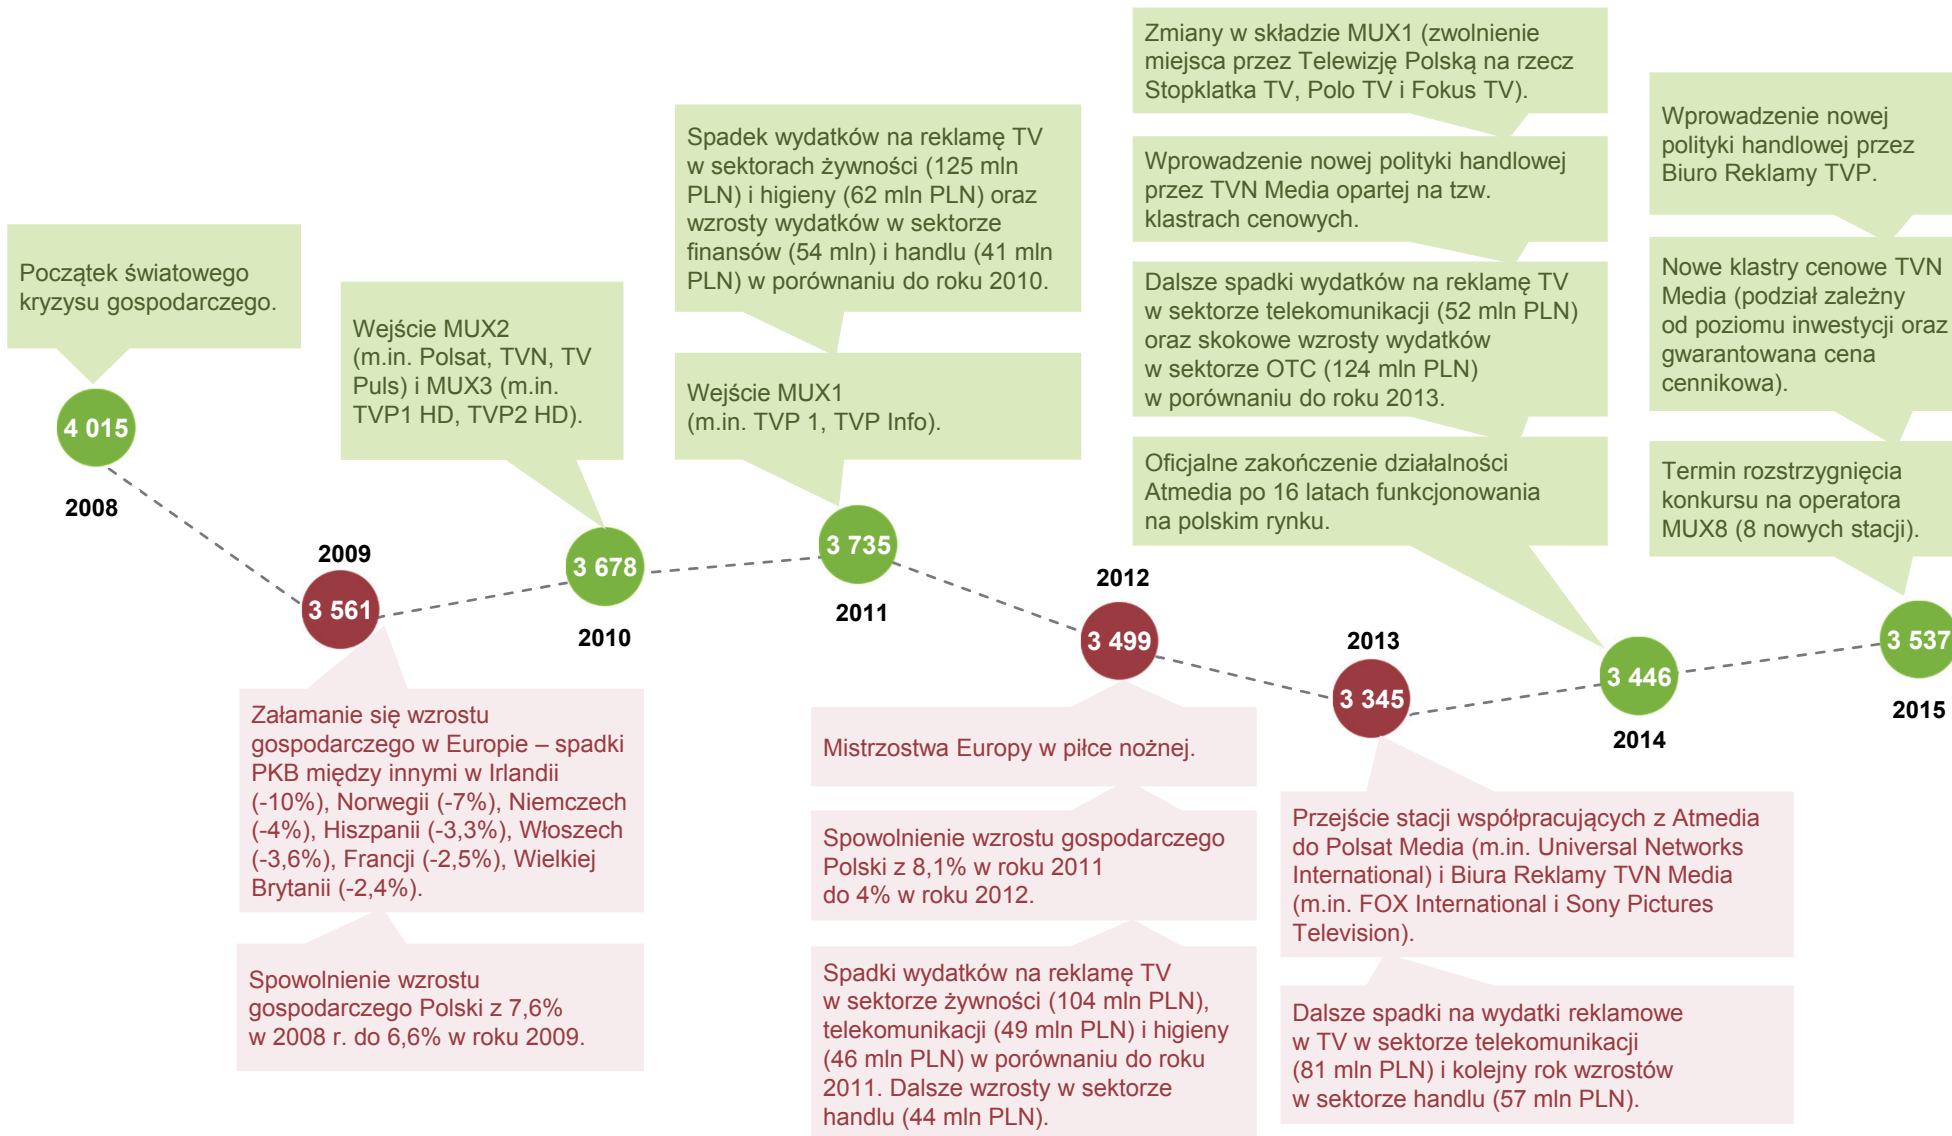 Początek światowego
kryzysu gospodarczego.
4 015
2008
2009
3 561
Załamanie się wzrostu
gospodarczego w Europie – spadki
PKB między innymi w Irlandii
(-10%), Norwegii (-7%), Niemczech
(-4%), Hiszpanii (-3,3%), Włoszech
(-3,6%), Francji (-2,5%), Wielkiej
Brytanii (-2,4%).
Spowolnienie wzrostu
gospodarczego Polski z 7,6%
w 2008 r. do 6,6% w roku 2009.
Wejście MUX2
(m.in. Polsat, TVN, TV
Puls) i MUX3 (m.in.
TVP1 HD, TVP2 HD).
3 678
2010
Spadek wydatków na reklamę TV
w sektorach żywności (125 mln
PLN) i higieny (62 mln PLN) oraz
wzrosty wydatków w sektorze
finansów (54 mln) i handlu (41 mln
PLN) w porównaniu do roku 2010.
Wejście MUX1
(m.in. TVP 1, TVP Info).
3 735
2011
2012
3 499
Mistrzostwa Europy w piłce nożnej.
Spowolnienie wzrostu gospodarczego
Polski z 8,1% w roku 2011
do 4% w roku 2012.
Spadki wydatków na reklamę TV
w sektorze żywności (104 mln PLN),
telekomunikacji (49 mln PLN) i higieny
(46 mln PLN) w porównaniu do roku
2011. Dalsze wzrosty w sektorze
handlu (44 mln PLN).
2013
3 345
Przejście stacji współpracujących z Atmedia
do Polsat Media (m.in. Universal Networks
International) i Biura Reklamy TVN Media
(m.in. FOX International i Sony Pictures
Television).
Dalsze spadki na wydatki reklamowe
w TV w sektorze telekomunikacji
(81 mln PLN) i kolejny rok wzrostów
w sektorze handlu (57 mln PLN).
Zmiany w składzie MUX1 (zwolnienie
miejsca przez Telewizję Polską na rzecz
Stopklatka TV, Polo TV i Fokus TV).
Wprowadzenie nowej polityki handlowej
przez TVN Media opartej na tzw.
klastrach cenowych.
Dalsze spadki wydatków na reklamę TV
w sektorze telekomunikacji (52 mln PLN)
oraz skokowe wzrosty wydatków
w sektorze OTC (124 mln PLN)
w porównaniu do roku 2013.
Oficjalne zakończenie działalności
Atmedia po 16 latach funkcjonowania
na polskim rynku.
3 446
2014
Wprowadzenie nowej
polityki handlowej przez
Biuro Reklamy TVP.
Nowe klastry cenowe TVN
Media (podział zależny
od poziomu inwestycji oraz
gwarantowana cena
cennikowa).
Termin rozstrzygnięcia
konkursu na operatora
MUX8 (8 nowych stacji).
3 537
2015